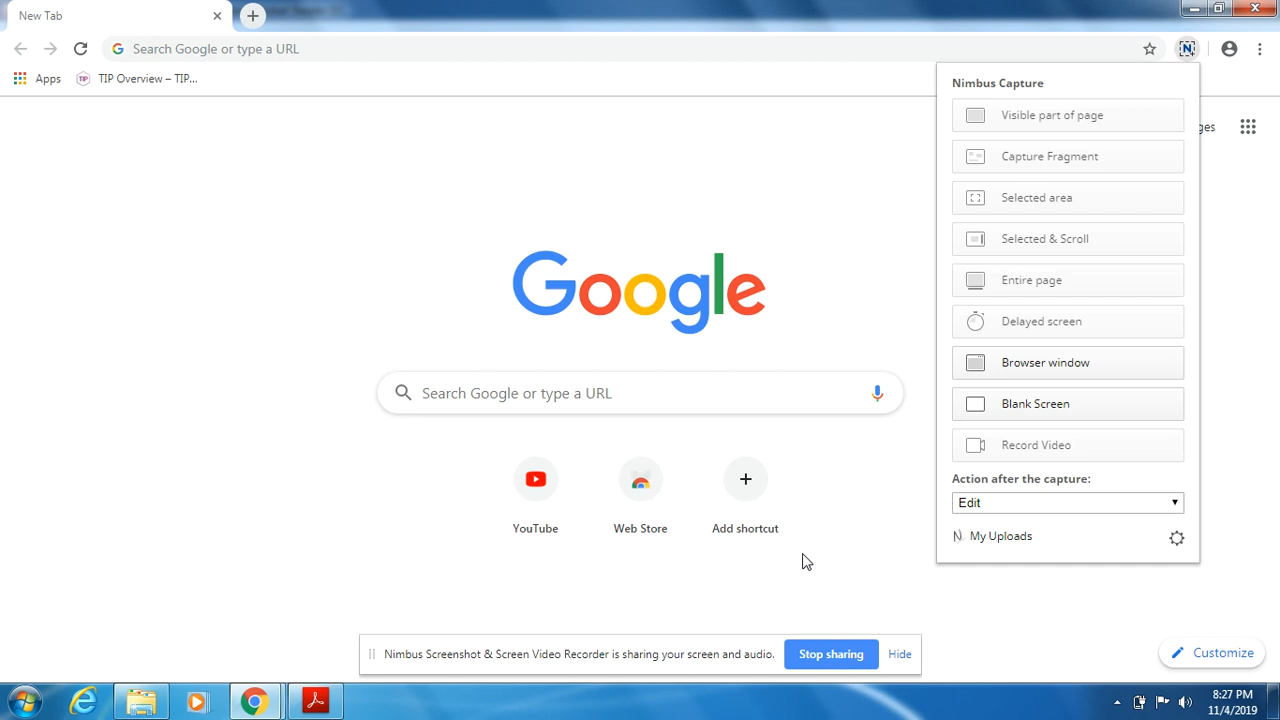 New Tab
Search Google or type a URL
Apps
TIP
TIP Overview – TIP...
Nimbus Capture
Visible part of page
Capture Fragment
Selected area
Selected & Scroll
Entire page
Delayed screen
Browser window
Blank Screen
Record Video
Action after the capture:
Edit
My Uploads
ges
Google
Search Google or type a URL
YouTube
Web Store
Add shortcut
Nimbus Screenshot & Screen Video Recorder is sharing your screen and audio.
Stop sharing
Hide
Customize
8:27 PM
11/4/2019